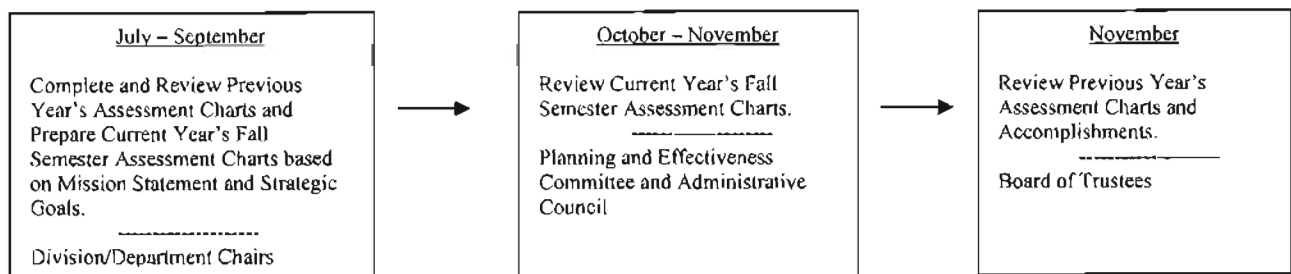 July – September
Complete and Review Previous
Year's Assessment Charts and
Prepare Current Year's Fall
Semester Assessment Charts based
on Mission Statement and Strategic
Goals.
Division/Department Chairs
October – November
Review Current Year's Fall
Semester Assessment Charts.
Planning and Effectiveness
Committee and Administrative
Council
November
Review Previous Year's
Assessment Charts and
Accomplishments.
Board of Trustees